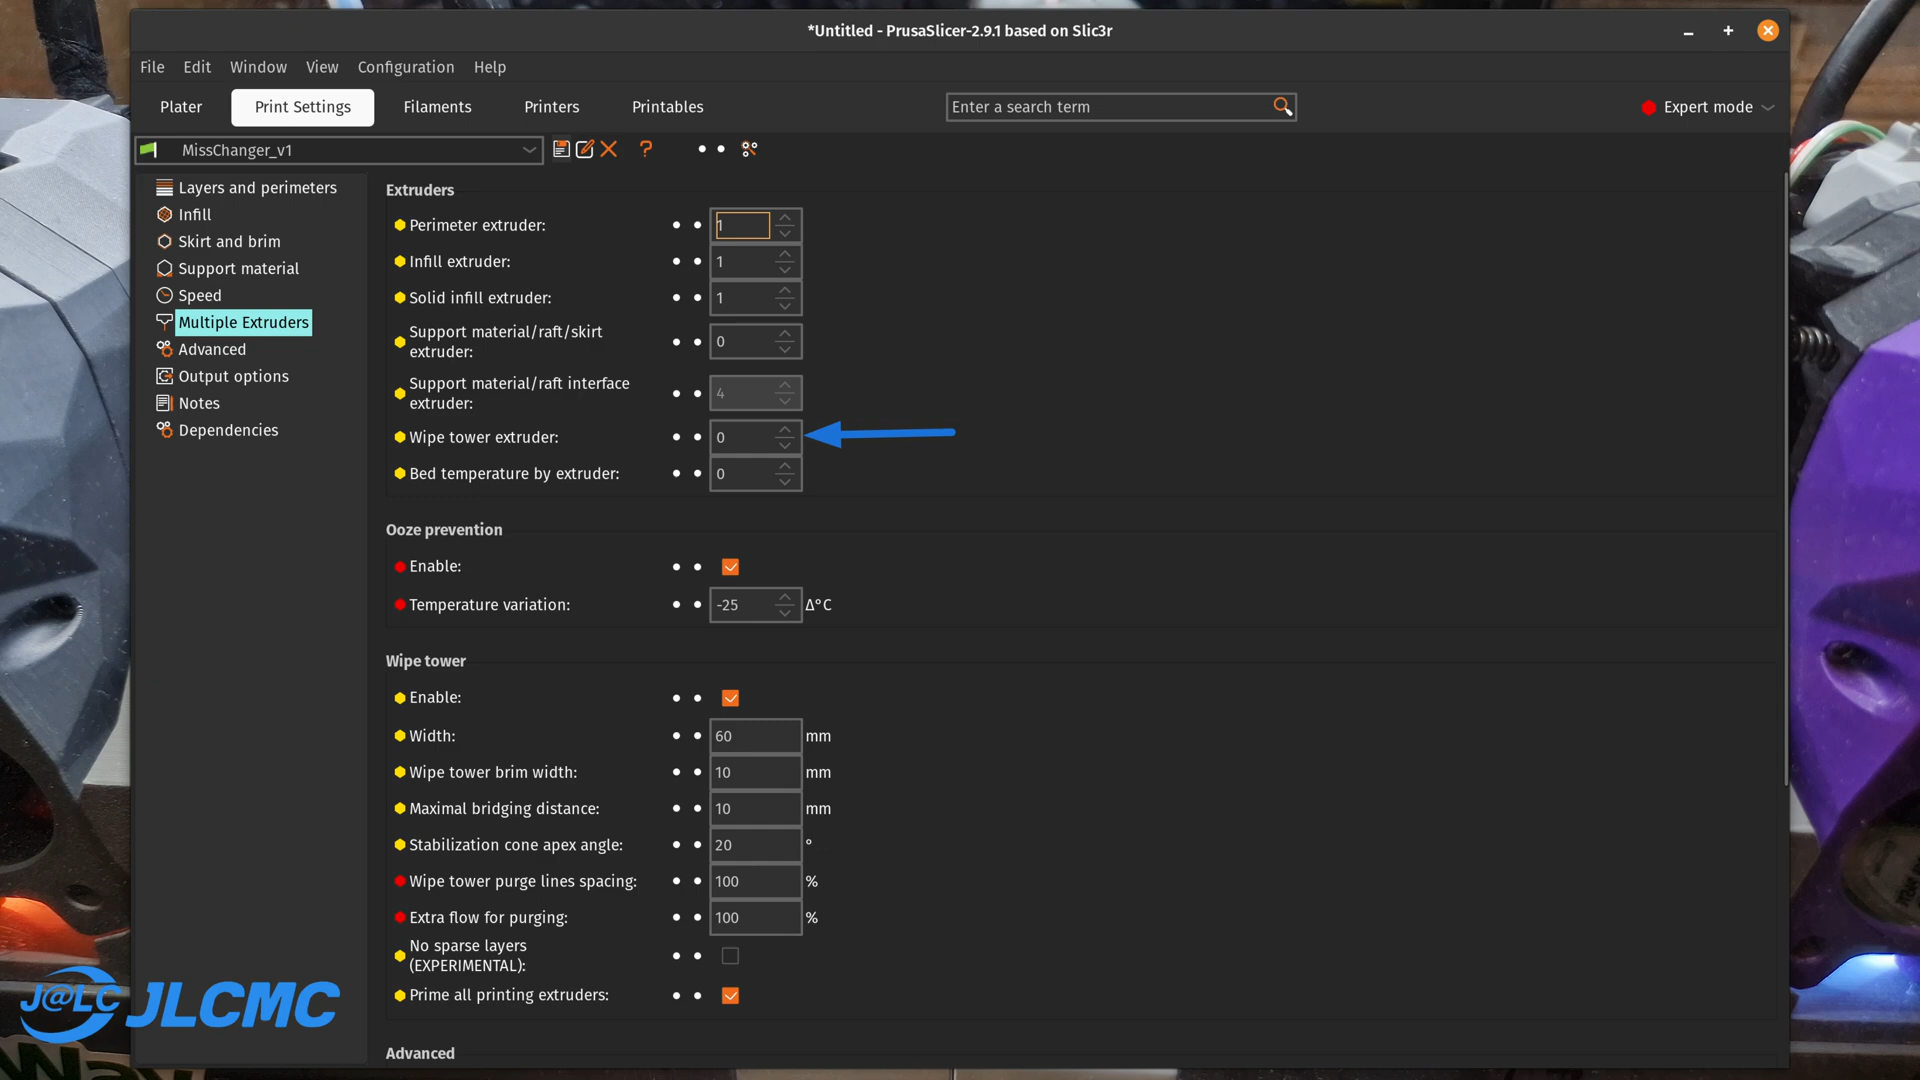 *Untitled - PrusaSlicer-2.9.1 based on Slic3r
File Edit Window View Configuration Help
Plater Print Settings Filaments Printers Printables
Enter a search term
Expert mode
MissChanger_v1
?
Layers and perimeters
Infill
Skirt and brim
Support material
Speed
Multiple Extruders
Advanced
Output options
Notes
Dependencies
Extruders
Perimeter extruder: 1
Infill extruder: 1
Solid infill extruder: 1
Support material/raft/skirt
extruder: 0
Support material/raft interface
extruder: 4
Wipe tower extruder: 0
Bed temperature by extruder: 0
Ooze prevention
Enable:
Temperature variation: -25 Δ°C
Wipe tower
Enable:
Width: 60 mm
Wipe tower brim width: 10 mm
Maximal bridging distance: 10 mm
Stabilization cone apex angle: 20 °
Wipe tower purge lines spacing: 100 %
Extra flow for purging: 100 %
No sparse layers
(EXPERIMENTAL):
Prime all printing extruders:
Advanced
J@LC JLCMC